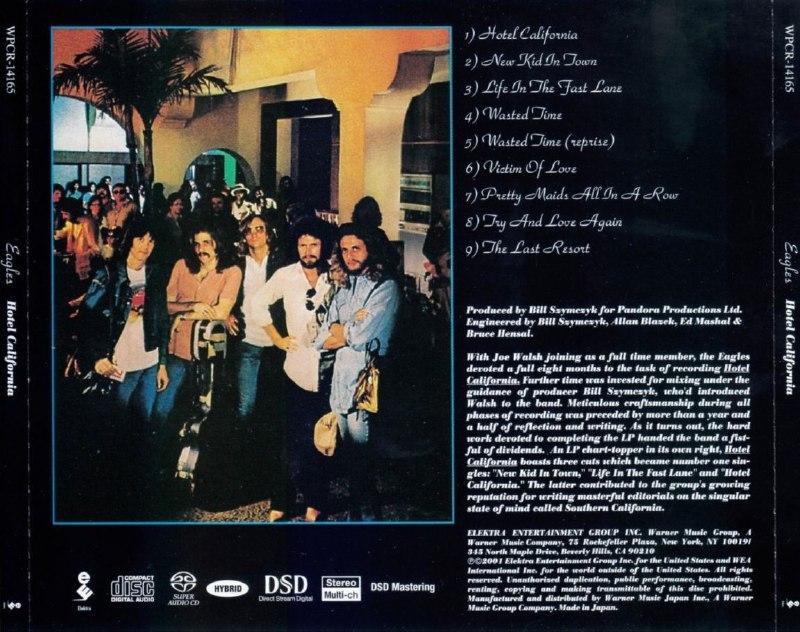 WPCR-14165
Eagles Hotel California
1) Hotel California
2) New Kid In Town
3) Life In The Fast Lane
4) Wasted Time
5) Wasted Time (reprise)
6) Victim Of Love
7) Pretty Maids All In A Row
8) Try And Love Again
9) The Last Resort
Produced by Bill Szymczyk for Pandora Productions Ltd.
Engineered by Bill Szymczyk, Allan Blazek, Ed Mashal &
Bruce Hensal.
With Joe Walsh joining as a full time member, the Eagles
devoted a full eight months to the task of recording Hotel
California. Further time was invested for mixing under the
guidance of producer Bill Szymczyk, who'd introduced
Walsh to the band. Meticulous craftsmanship during all
phases of recording was preceded by more than a year and
a half of reflection and writing. As it turns out, the hard
work devoted to completing the LP handed the band a fist-
ful of dividends. An LP chart-topper in its own right, Hotel
California boasts three cuts which became number one sin-
gles: "New Kid In Town," "Life In The Fast Lane" and "Hotel
California." The latter contributed to the group's growing
reputation for writing masterful editorials on the singular
state of mind called Southern California.
ELEKTRA ENTERTAINMENT GROUP INC. Warner Music Group, A
Warner Music Company, 75 Rockefeller Plaza, New York, NY 10019/
345 North Maple Drive, Beverly Hills, CA 90210
℗©2001 Elektra Entertainment Group Inc. for the United States and WEA
International Inc. for the world outside of the United States. All rights
reserved. Unauthorized duplication, public performance, broadcasting,
renting, copying and making transmittable of this disc prohibited.
Manufactured and distributed by Warner Music Japan Inc., A Warner
Music Group Company. Made in Japan.
Elektra
COMPACT disc DIGITAL AUDIO
SUPER AUDIO CD
HYBRID
DSD Direct Stream Digital
Stereo
Multi-ch
DSD Mastering
WPCR-14165
Eagles Hotel California